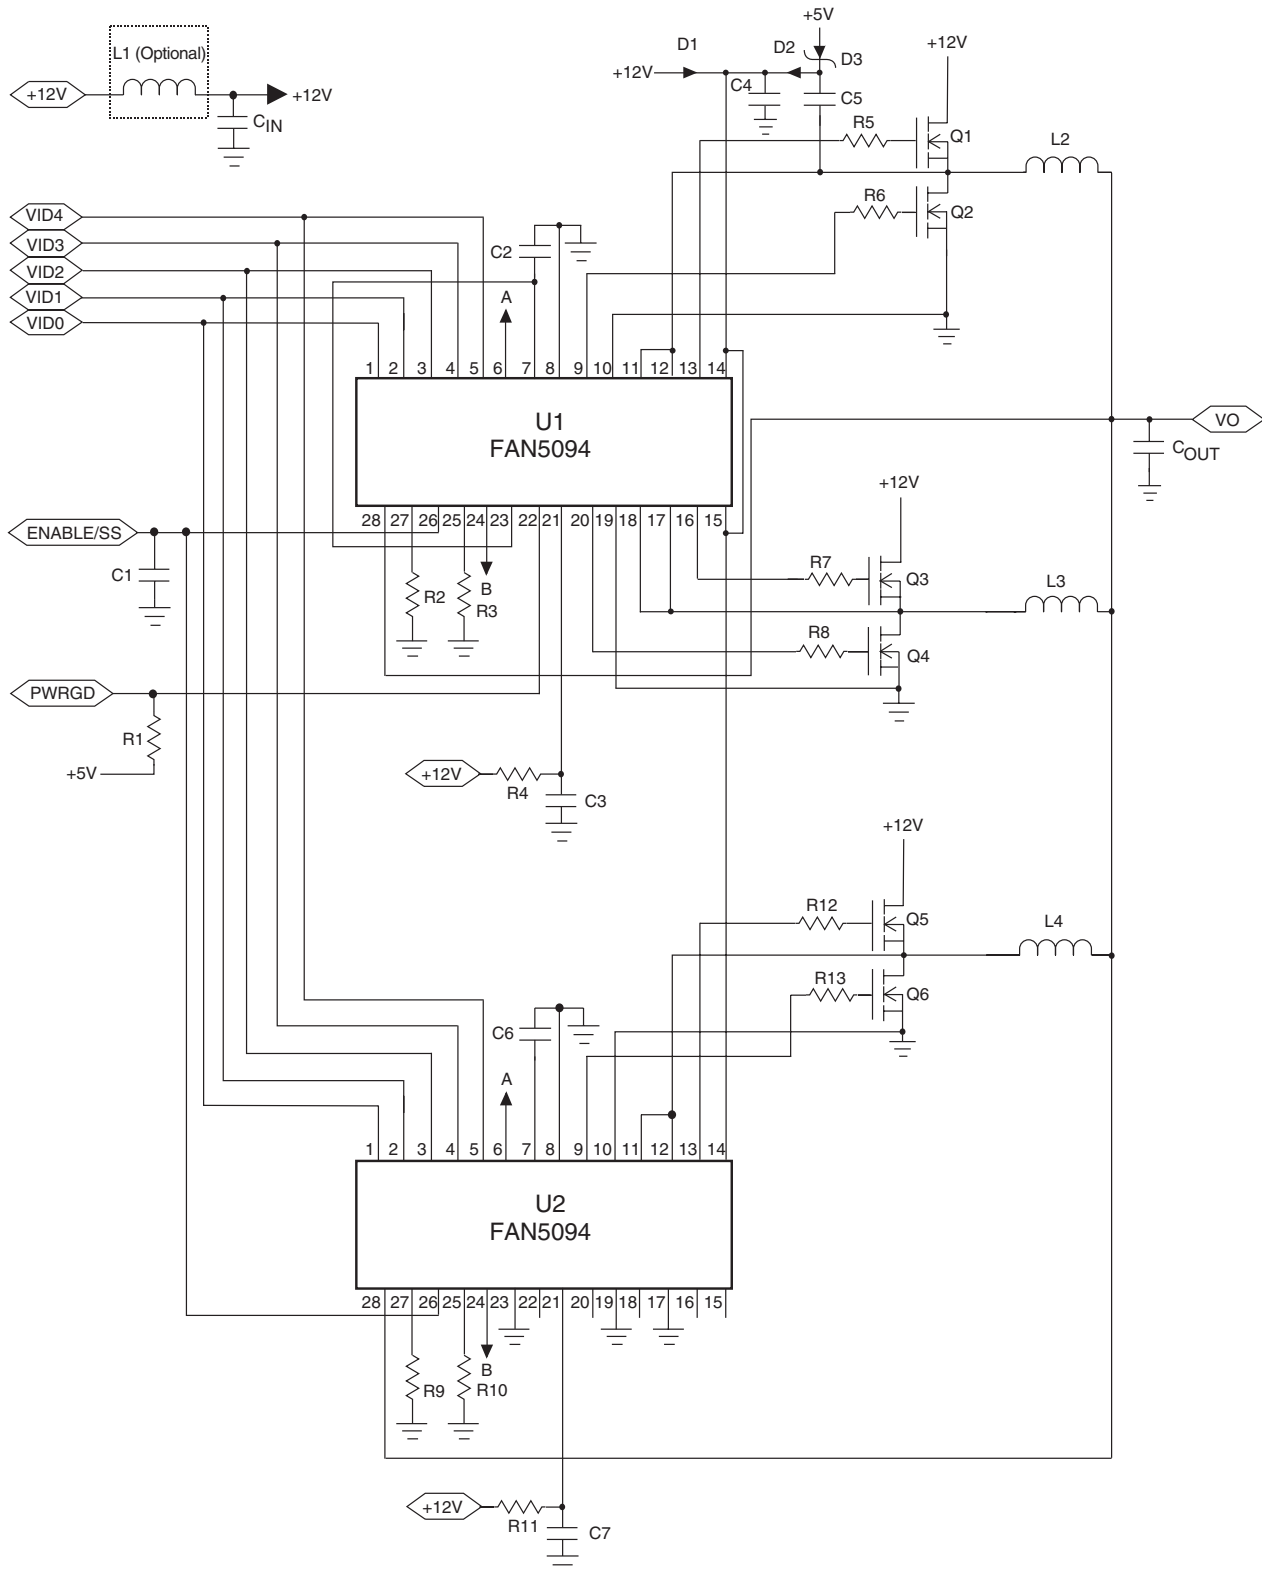 +5V
D1 D2 D3 +12V
L1 (Optional)
+12V +12V
CIN
+12V
C4 C5
R5 Q1 L2
R6 Q2
VID4
VID3
VID2
VID1
VID0
C2
A
1 2 3 4 5 6 7 8 9 10 11 12 13 14
U1
FAN5094
VO
COUT
28 27 26 25 24 23 22 21 20 19 18 17 16 15
+12V
ENABLE/SS
C1
R2
R3
B
R7 Q3 L3
R8 Q4
PWRGD
R1
+5V
+12V
R4
C3
+12V
R12 Q5 L4
R13 Q6
C6
A
1 2 3 4 5 6 7 8 9 10 11 12 13 14
U2
FAN5094
28 27 26 25 24 23 22 21 20 19 18 17 16 15
B
R9 R10
+12V
R11
C7